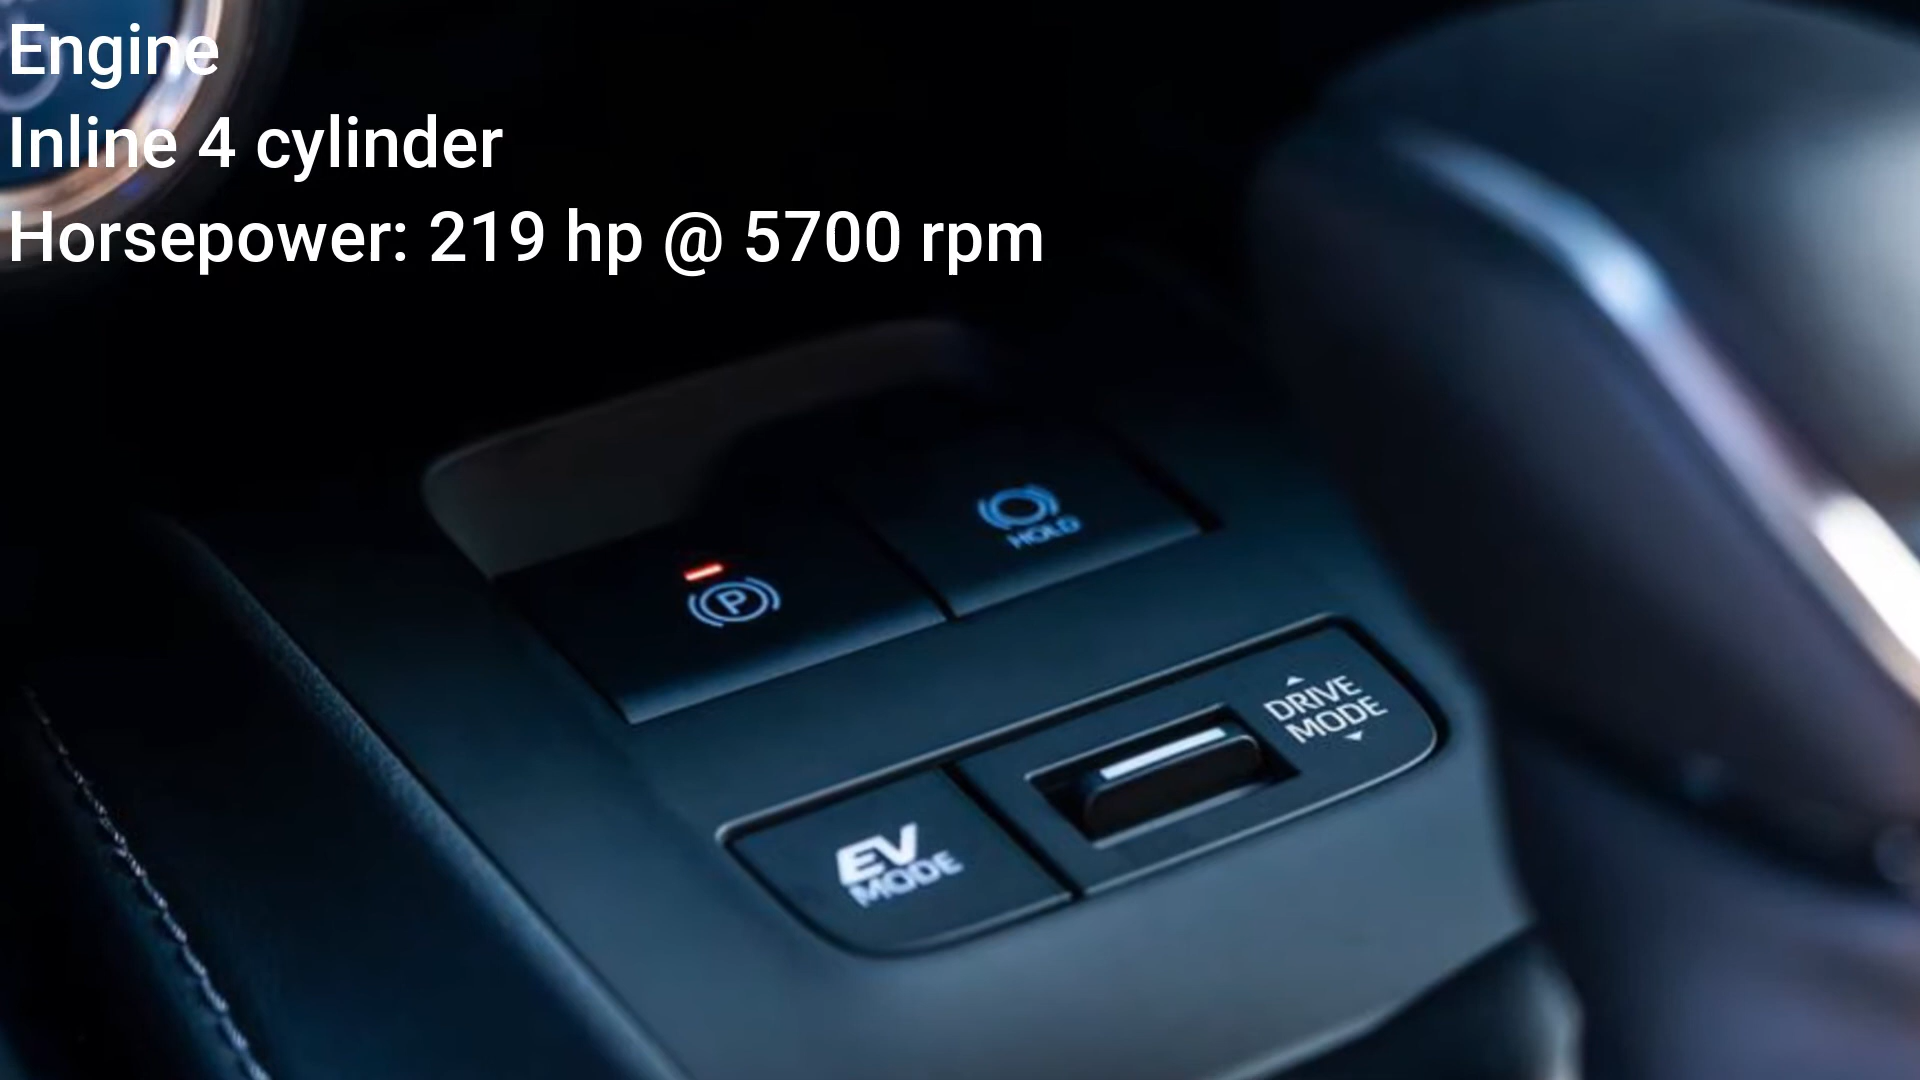 Engine
Inline 4 cylinder
Horsepower: 219 hp @ 5700 rpm
HOLD
P
DRIVE
MODE
EV
MODE